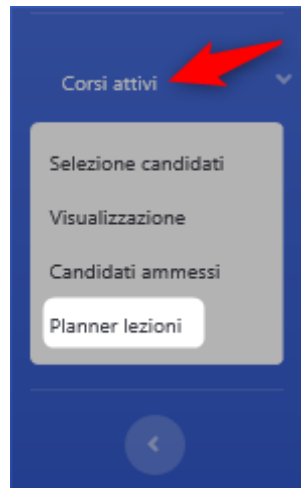 Corsi attivi
Selezione candidati
Visualizzazione
Candidati ammessi
Planner lezioni